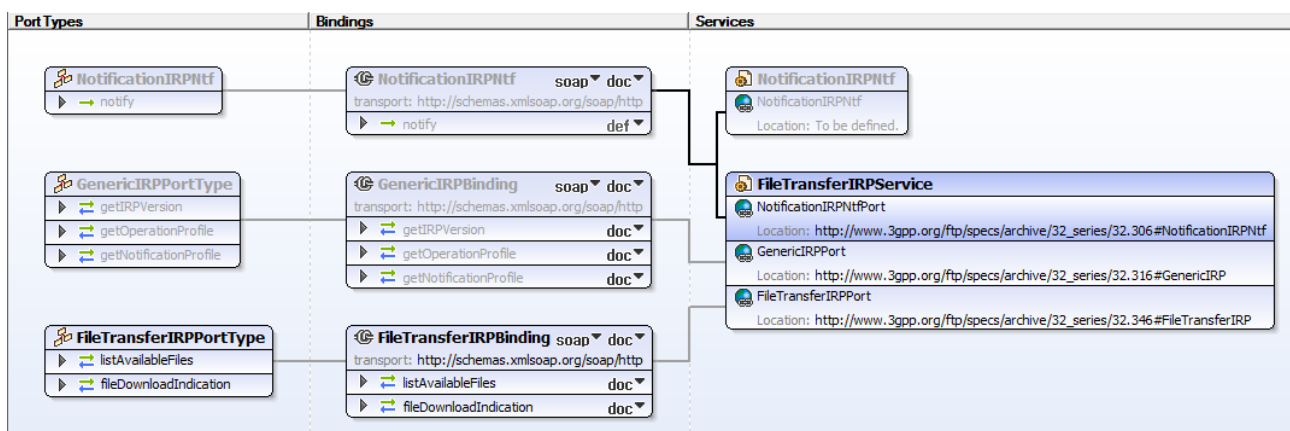 Port Types
Bindings
Services
NotificationIRPNtf
notify
NotificationIRPNtf soap doc
transport: http://schemas.xmlsoap.org/soap/http
notify def
NotificationIRPNtf
NotificationIRPNtf
Location: To be defined.
GenericIRPPortType
getIRPVersion
getOperationProfile
getNotificationProfile
GenericIRPBinding soap doc
transport: http://schemas.xmlsoap.org/soap/http
getIRPVersion doc
getOperationProfile doc
getNotificationProfile doc
FileTransferIRPService
NotificationIRPNtfPort
Location: http://www.3gpp.org/ftp/specs/archive/32_series/32.306#NotificationIRPNtf
GenericIRPPort
Location: http://www.3gpp.org/ftp/specs/archive/32_series/32.316#GenericIRP
FileTransferIRPPort
Location: http://www.3gpp.org/ftp/specs/archive/32_series/32.346#FileTransferIRP
FileTransferIRPPortType
listAvailableFiles
fileDownloadIndication
FileTransferIRPBinding soap doc
transport: http://schemas.xmlsoap.org/soap/http
listAvailableFiles doc
fileDownloadIndication doc